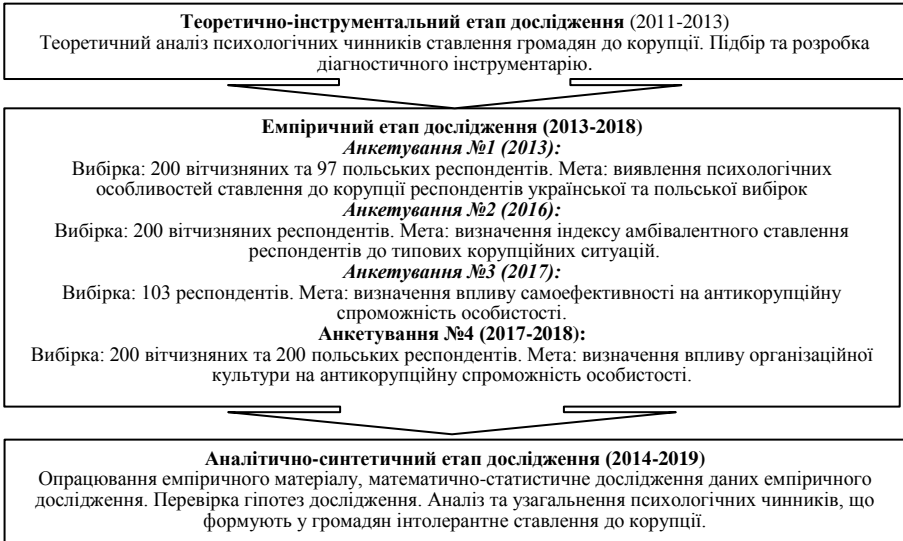 Теоретично-інструментальний етап дослідження (2011-2013)
Теоретичний аналіз психологічних чинників ставлення громадян до корупції. Підбір та розробка
діагностичного інструментарію.
Емпіричний етап дослідження (2013-2018)
Анкетування №1 (2013):
Вибірка: 200 вітчизняних та 97 польських респондентів. Мета: виявлення психологічних
особливостей ставлення до корупції респондентів української та польської вибірок
Анкетування №2 (2016):
Вибірка: 200 вітчизняних респондентів. Мета: визначення індексу амбівалентного ставлення
респондентів до типових корупційних ситуацій.
Анкетування №3 (2017):
Вибірка: 103 респондентів. Мета: визначення впливу самоефективності на антикорупційну
спроможність особистості.
Анкетування №4 (2017-2018):
Вибірка: 200 вітчизняних та 200 польських респондентів. Мета: визначення впливу організаційної
культури на антикорупційну спроможність особистості.
Аналітично-синтетичний етап дослідження (2014-2019)
Опрацювання емпіричного матеріалу, математично-статистичне дослідження даних емпіричного
дослідження. Перевірка гіпотез дослідження. Аналіз та узагальнення психологічних чинників, що
формують у громадян інтолерантне ставлення до корупції.